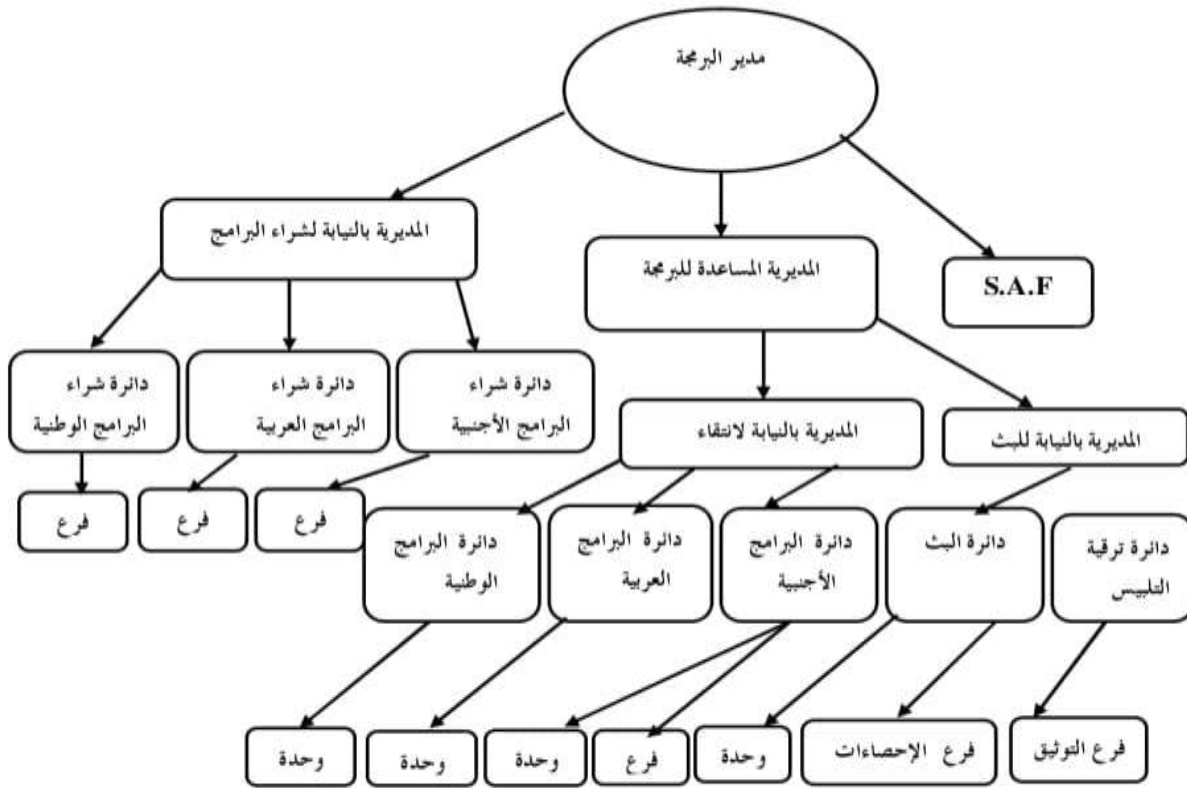 مدير البرمجة
المديرية بالنيابة لشراء البرامج
المديرية المساعدة للبرمجة
S.A.F
دائرة شراء
البرامج الأجنبية
دائرة شراء
البرامج العربية
دائرة شراء
البرامج الوطنية
المديرية بالنيابة للبث
المديرية بالنيابة لانتقاء
فرع
فرع
فرع
دائرة ترقية
التلبيس
دائرة البث
دائرة البرامج
الأجنبية
دائرة البرامج
العربية
دائرة البرامج
الوطنية
فرع التوثيق
فرع الإحصاءات
وحدة
فرع
وحدة
وحدة
وحدة